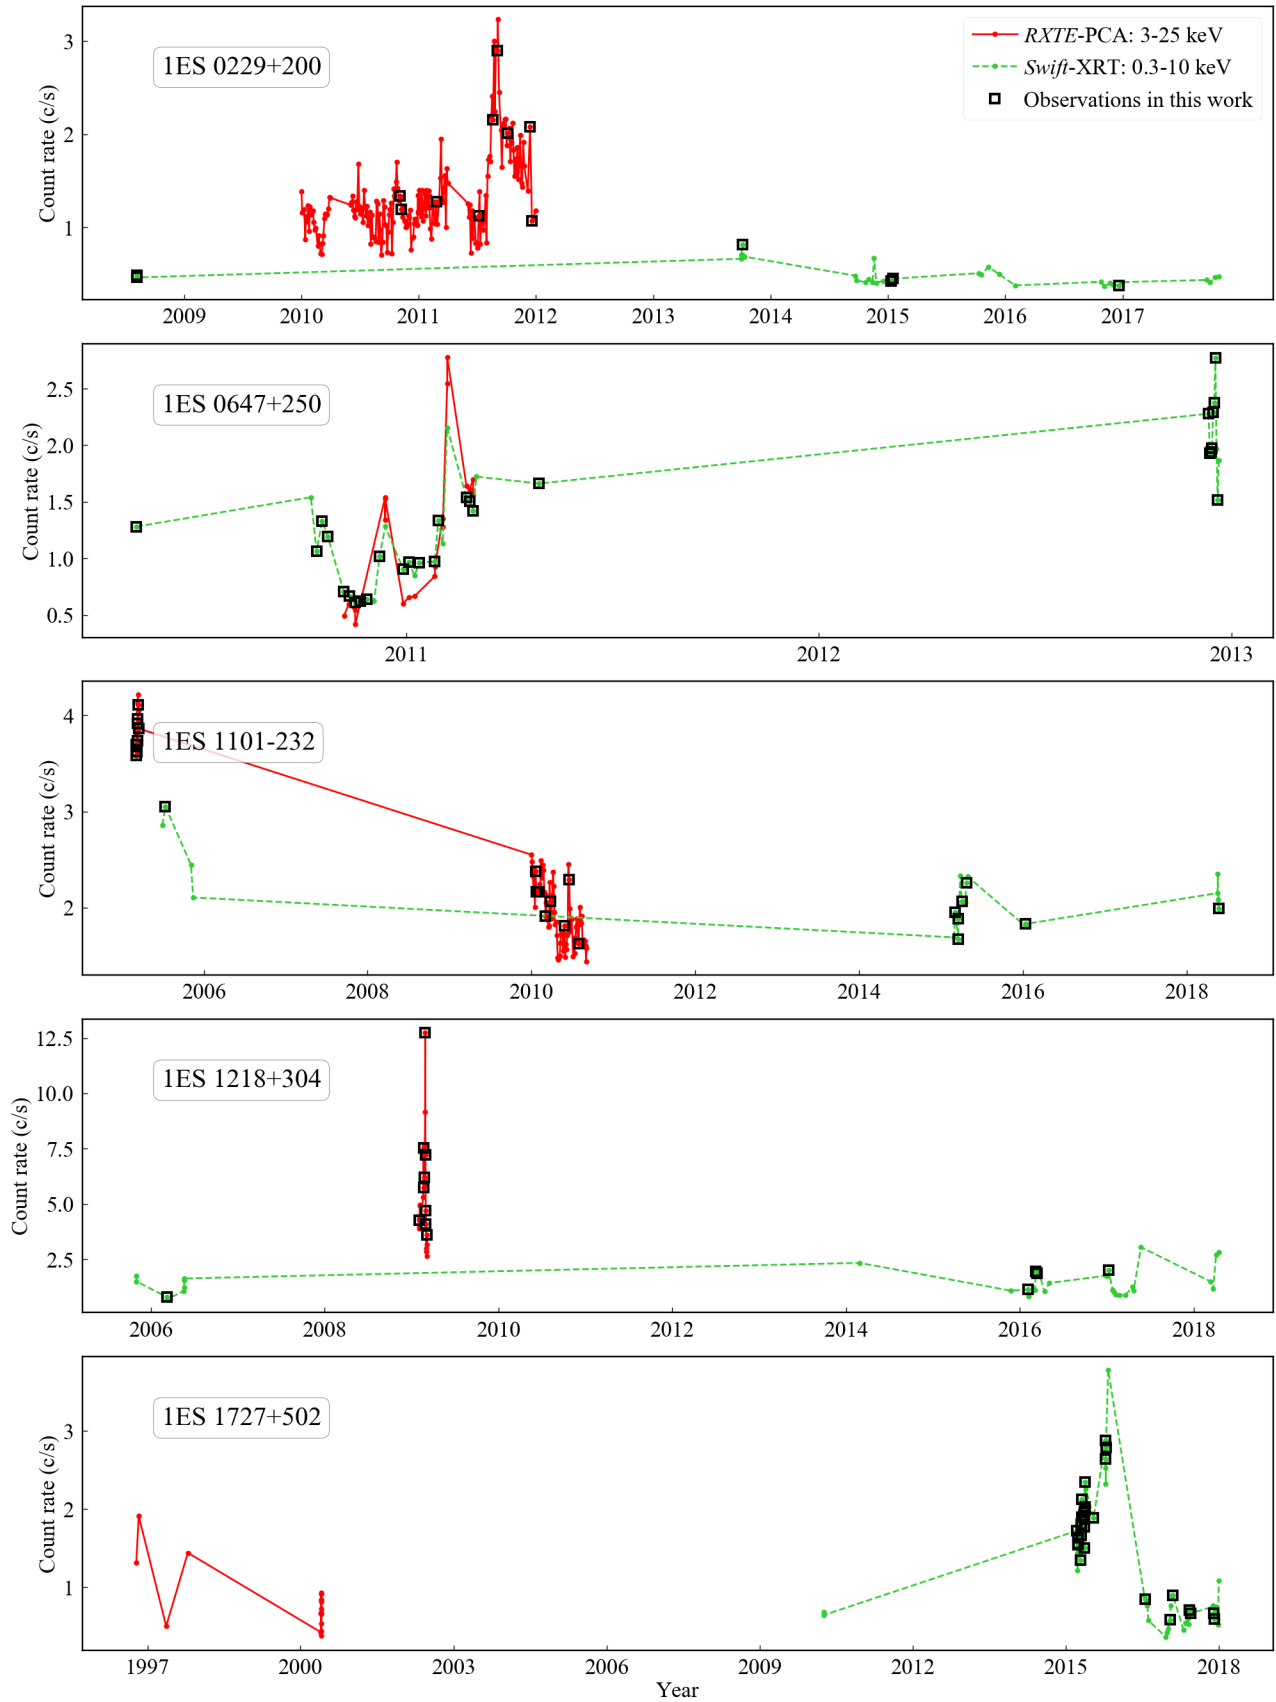 1ES 0229+200
RXTE-PCA: 3-25 keV
Swift-XRT: 0.3-10 keV
Observations in this work
Count rate (c/s)
3
2
1
2009 2010 2011 2012 2013 2014 2015 2016 2017
1ES 0647+250
Count rate (c/s)
2.5
2.0
1.5
1.0
0.5
2011 2012 2013
1ES 1101-232
Count rate (c/s)
4
3
2
2006 2008 2010 2012 2014 2016 2018
1ES 1218+304
Count rate (c/s)
12.5
10.0
7.5
5.0
2.5
2006 2008 2010 2012 2014 2016 2018
1ES 1727+502
Count rate (c/s)
3
2
1
1997 2000 2003 2006 2009 2012 2015 2018
Year